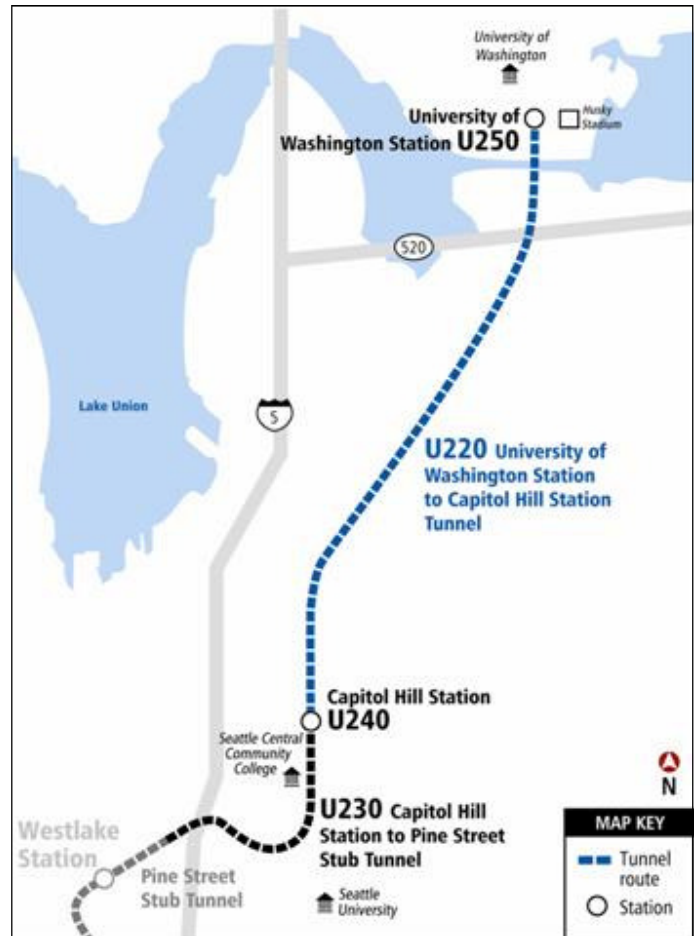 University of
Washington
University of
Washington Station U250
Husky
Stadium
520
Lake Union
5
U220 University of
Washington Station
to Capitol Hill Station
Tunnel
Capitol Hill Station
U240
Seattle Central
Community
College
N
U230 Capitol Hill
Station to Pine Street
Stub Tunnel
Westlake
Station
Pine Street
Stub Tunnel
Seattle
University
MAP KEY
Tunnel
route
Station